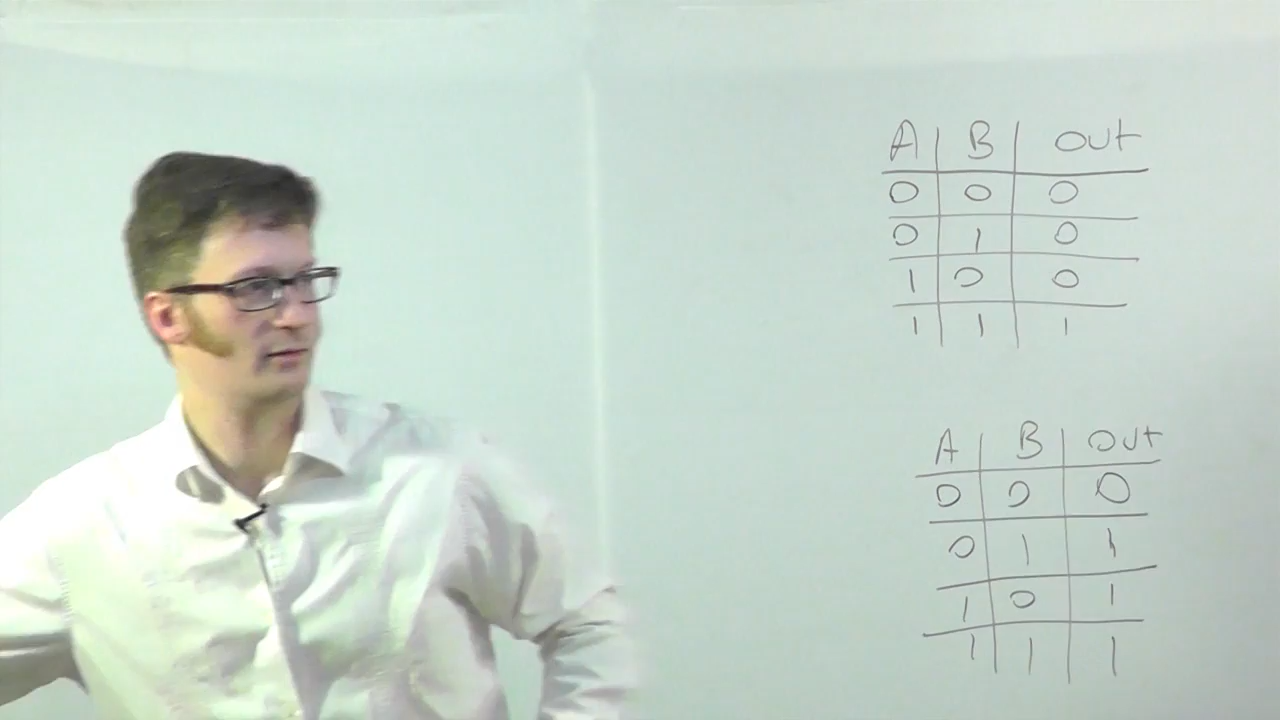 A B OUT
0 0 0
0 1 0
1 0 0
1 1 1
A B OUT
0 0 0
0 1 1
1 0 1
1 1 1